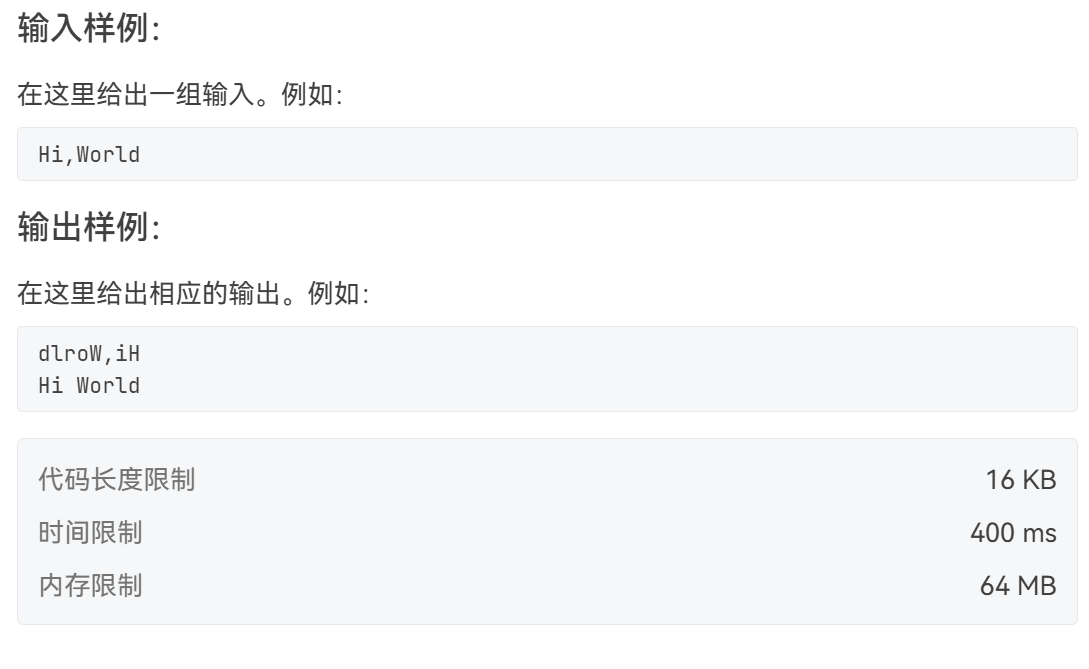 输入样例：
在这里给出一组输入。例如：
Hi,World
输出样例：
在这里给出相应的输出。例如：
dlroW,iH
Hi World
代码长度限制 16 KB
时间限制 400 ms
内存限制 64 MB